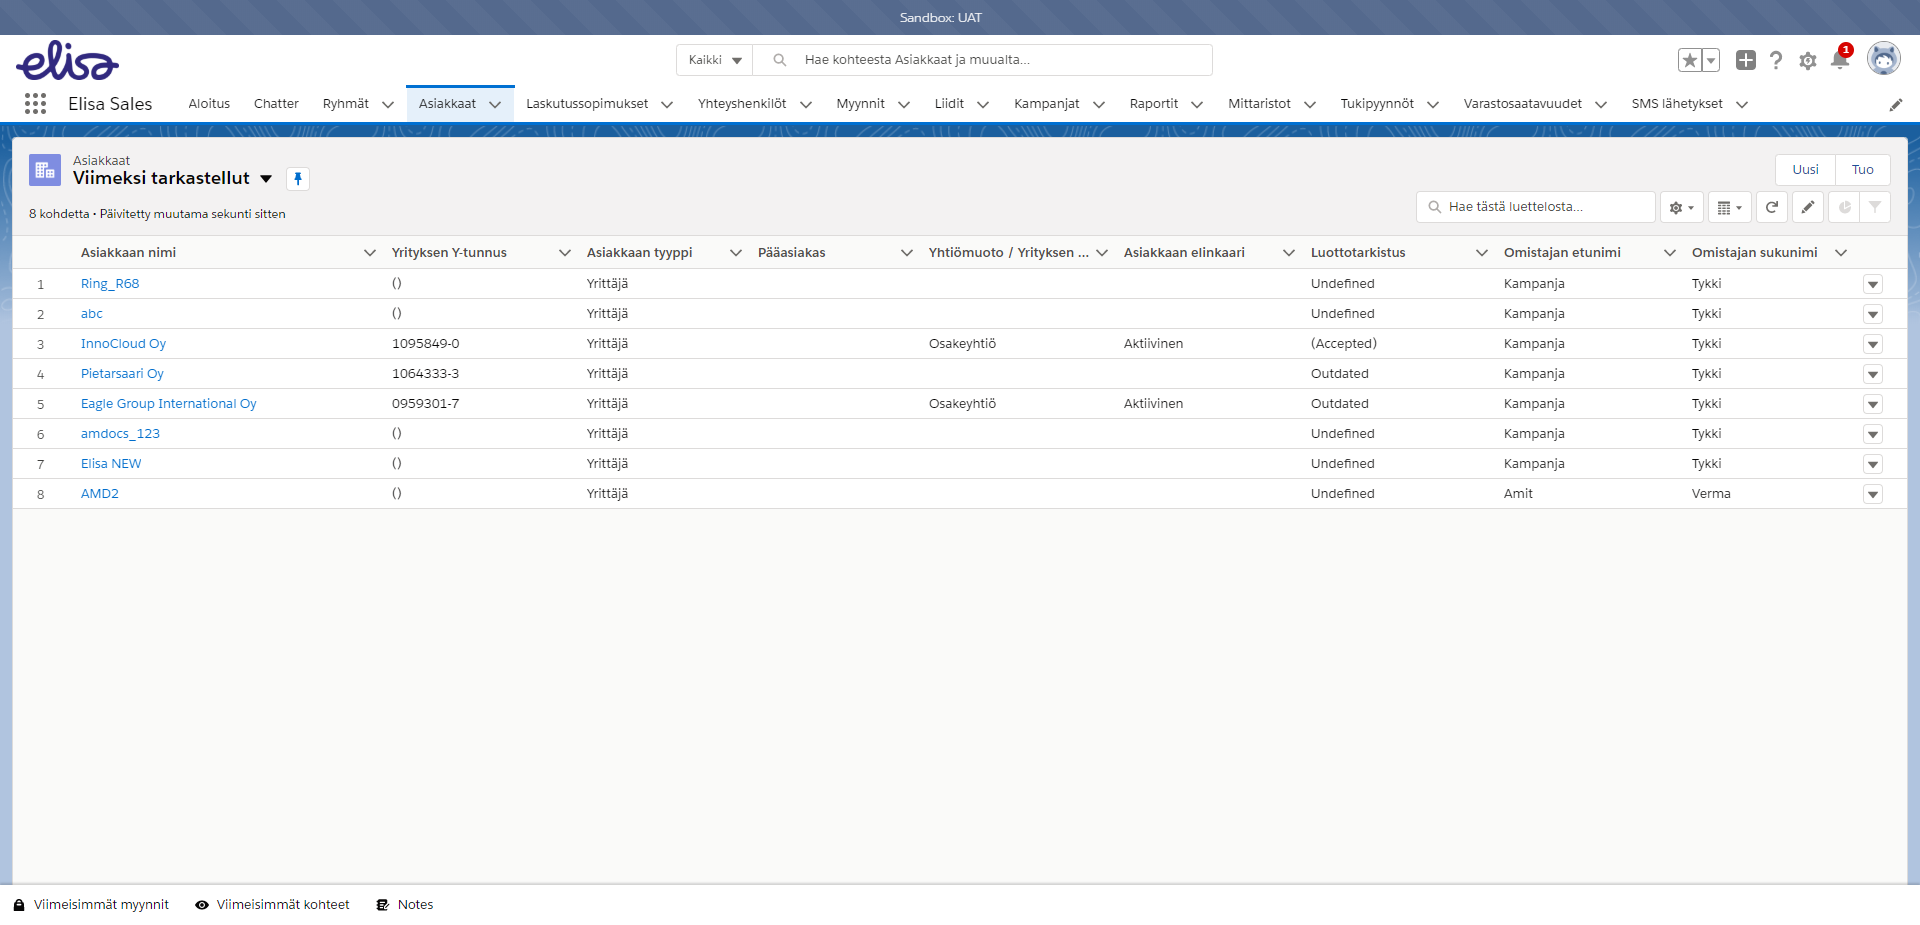 Sandbox: UAT
elisa
Kaikki
Hae kohteesta Asiakkaat ja muualta...
1
Elisa Sales
Aloitus
Chatter
Ryhmät
Asiakkaat
Laskutussopimukset
Yhteyshenkilöt
Myynnit
Liidit
Kampanjat
Raportit
Mittaristot
Tukipyynnöt
Varastosaatavuudet
SMS lähetykset
Asiakkaat
Viimeksi tarkastellut
Uusi
Tuo
8 kohdetta • Päivitetty muutama sekunti sitten
Hae tästä luettelosta...
Asiakkaan nimi Yrityksen Y-tunnus Asiakkaan tyyppi Pääasiakas Yhtiömuoto / Yrityksen ... Asiakkaan elinkaari Luottotarkistus Omistajan etunimi Omistajan sukunimi
1 Ring_R68 () Yrittäjä Undefined Kampanja Tykki
2 abc () Yrittäjä Undefined Kampanja Tykki
3 InnoCloud Oy 1095849-0 Yrittäjä Osakeyhtiö Aktiivinen (Accepted) Kampanja Tykki
4 Pietarsaari Oy 1064333-3 Yrittäjä Outdated Kampanja Tykki
5 Eagle Group International Oy 0959301-7 Yrittäjä Osakeyhtiö Aktiivinen Outdated Kampanja Tykki
6 amdocs_123 () Yrittäjä Undefined Kampanja Tykki
7 Elisa NEW () Yrittäjä Undefined Kampanja Tykki
8 AMD2 () Yrittäjä Undefined Amit Verma
Viimeisimmät myynnit
Viimeisimmät kohteet
Notes